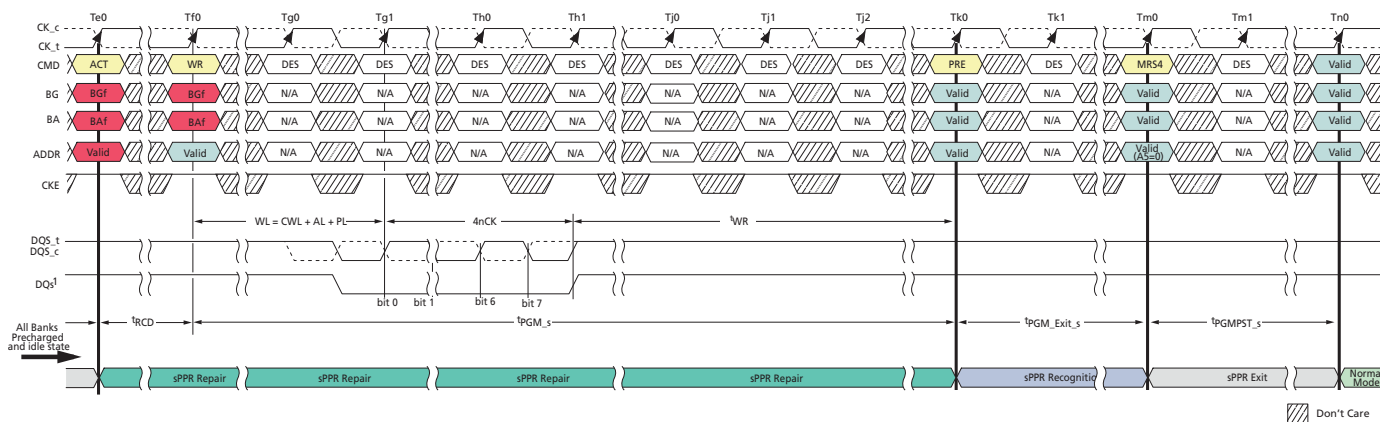 Te0 Tf0 Tg0 Tg1 Th0 Th1 Tj0 Tj1 Tj2 Tk0 Tk1 Tm0 Tm1 Tn0
CK_c
CK_t
CMD ACT WR DES DES DES DES DES DES DES PRE DES MRS4 DES Valid
BG BGf BGf N/A N/A N/A N/A N/A N/A N/A Valid N/A Valid N/A Valid
BA BAf BAf N/A N/A N/A N/A N/A N/A N/A Valid N/A Valid N/A Valid
ADDR Valid Valid N/A N/A N/A N/A N/A N/A N/A Valid N/A Valid (A5=0) N/A Valid
CKE
WL = CWL + AL + PL 4nCK tWR
DQS_t
DQS_c
DQs1
bit 0 bit 1 bit 6 bit 7
All Banks
Precharged
and idle state
tRCD tPGM_s tPGM_Exit_s tPGMPST_s
sPPR Repair sPPR Repair sPPR Repair sPPR Repair sPPR Recognitic sPPR Exit Norma
Mode
Don't Care